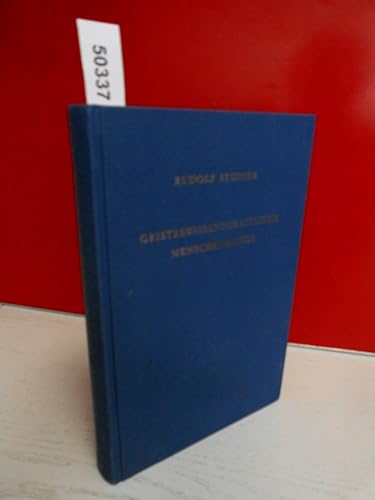 50337
RUDOLF STEINER
GEISTESWISSENSCHAFTLICHE
MENSCHENKUNDE